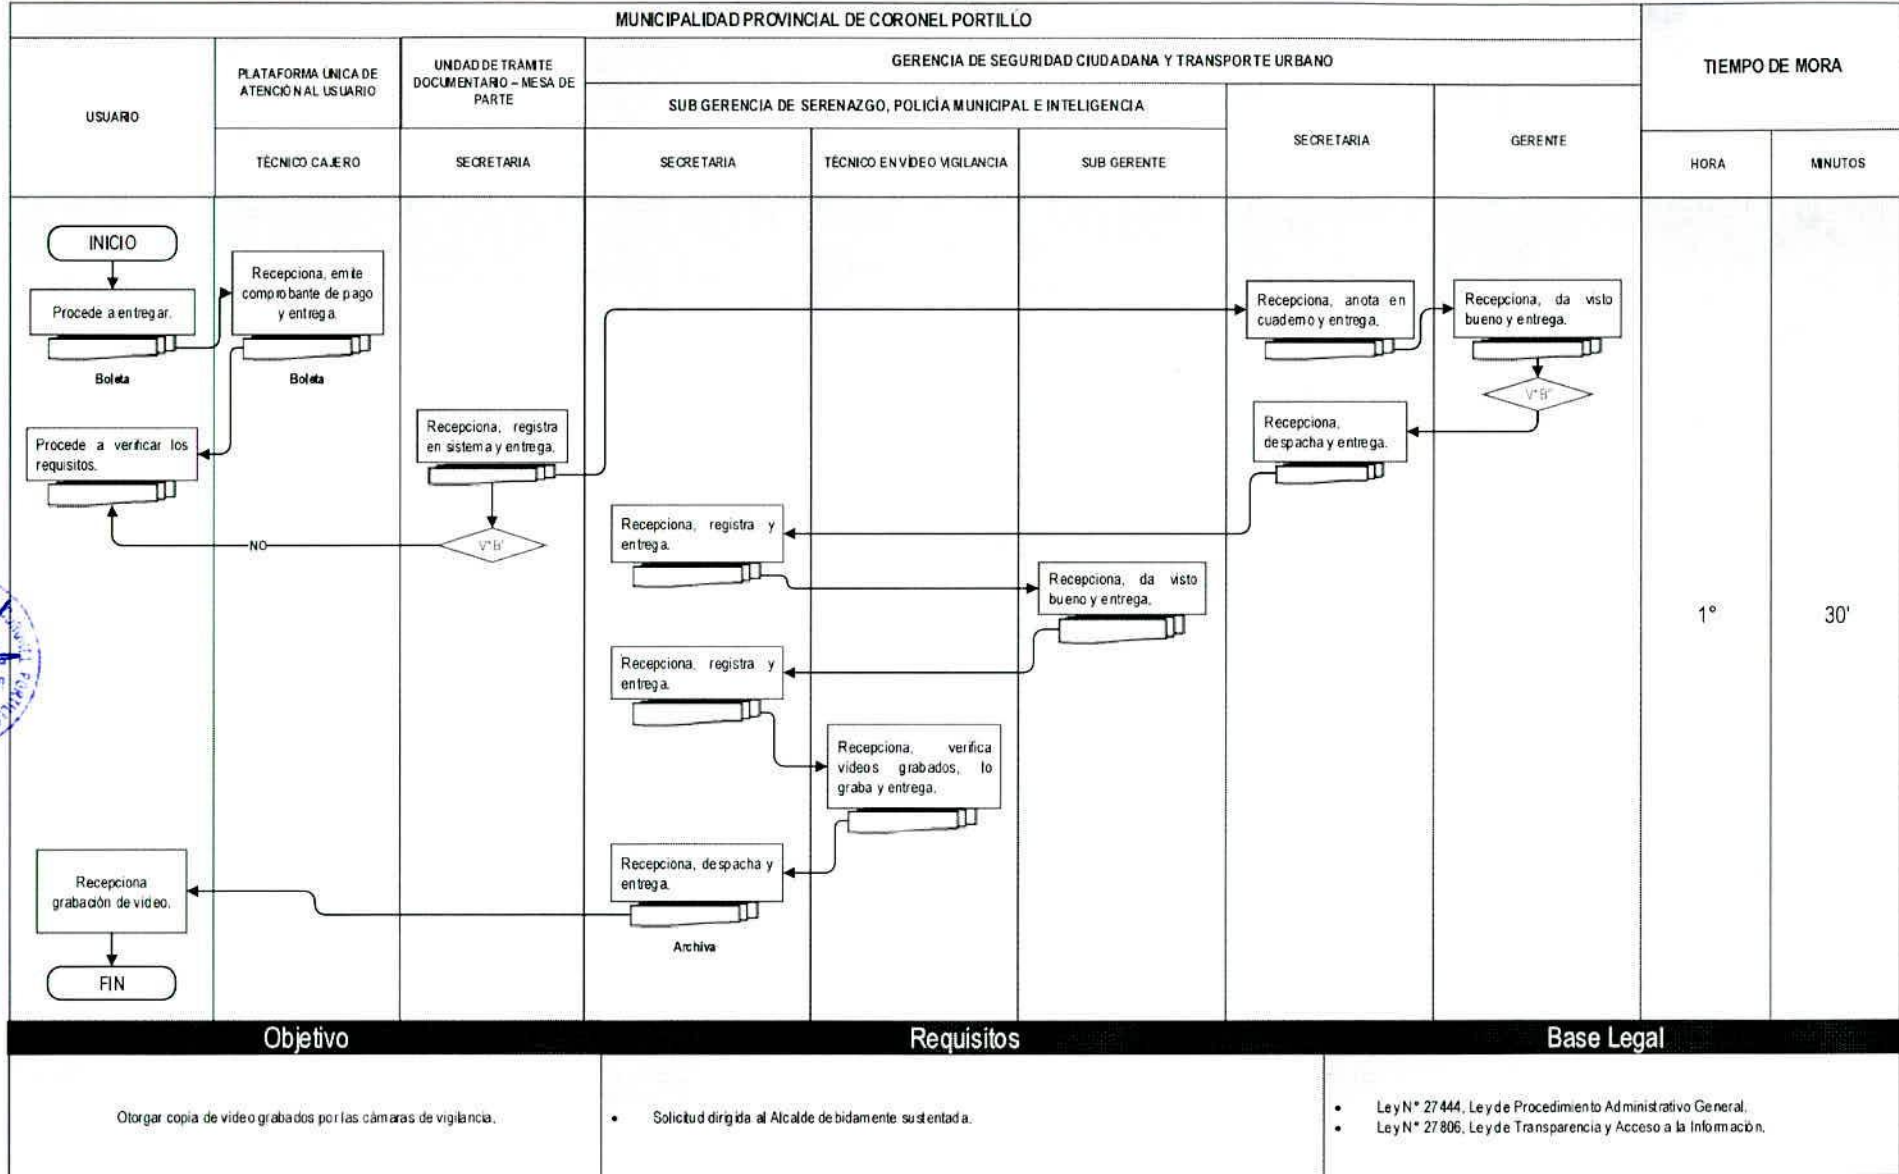 MUNICIPALIDAD PROVINCIAL DE CORONEL PORTILLO
USUARIO
PLATAFORMA ÚNICA DE
ATENCIÓN AL USUARIO
UNIDAD DE TRÁMITE
DOCUMENTARIO – MESA DE
PARTE
GERENCIA DE SEGURIDAD CIUDADANA Y TRANSPORTE URBANO
TIEMPO DE MORA
SUB GERENCIA DE SERENAZGO, POLICÍA MUNICIPAL E INTELIGENCIA
SECRETARIA
GERENTE
TÉCNICO CAJERO
SECRETARIA
SECRETARIA
TÉCNICO EN VÍDEO VIGILANCIA
SUB GERENTE
HORA
MINUTOS
INICIO
Procede a entregar.
Boleta
Recepciona, emite
comprobante de pago
y entrega.
Boleta
Recepciona, anota en
cuaderno y entrega.
Recepciona, da visto
bueno y entrega.
V°B°
Procede a verificar los
requisitos.
Recepciona, registra
en sistema y entrega.
Recepciona,
despacha y entrega.
NO
V°B°
Recepciona, registra y
entrega.
Recepciona, da visto
bueno y entrega.
1°
30'
Recepciona, registra y
entrega.
Recepciona, verifica
vídeos grabados, lo
graba y entrega.
Recepciona, despacha y
entrega.
Archiva
Recepciona
grabación de vídeo.
FIN
Objetivo
Requisitos
Base Legal
Otorgar copia de video grabados por las cámaras de vigilancia.
• Solicitud dirigida al Alcalde debidamente sustentada.
• Ley N° 27444, Ley de Procedimiento Administrativo General.
• Ley N° 27806, Ley de Transparencia y Acceso a la Información.